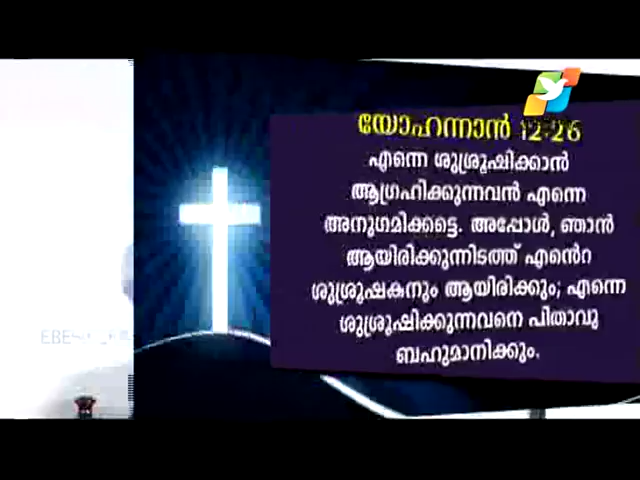 യോഹന്നാൻ 12:26
എന്നെ ശുശ്രൂഷിക്കാൻ
ആഗ്രഹിക്കുന്നവൻ എന്നെ
അനുഗമിക്കട്ടെ. അപ്പോൾ, ഞാൻ
ആയിരിക്കുന്നിടത്ത് എന്റെ
ശുശ്രൂഷകനും ആയിരിക്കും; എന്നെ
ശുശ്രൂഷിക്കുന്നവനെ പിതാവു
ബഹുമാനിക്കും.